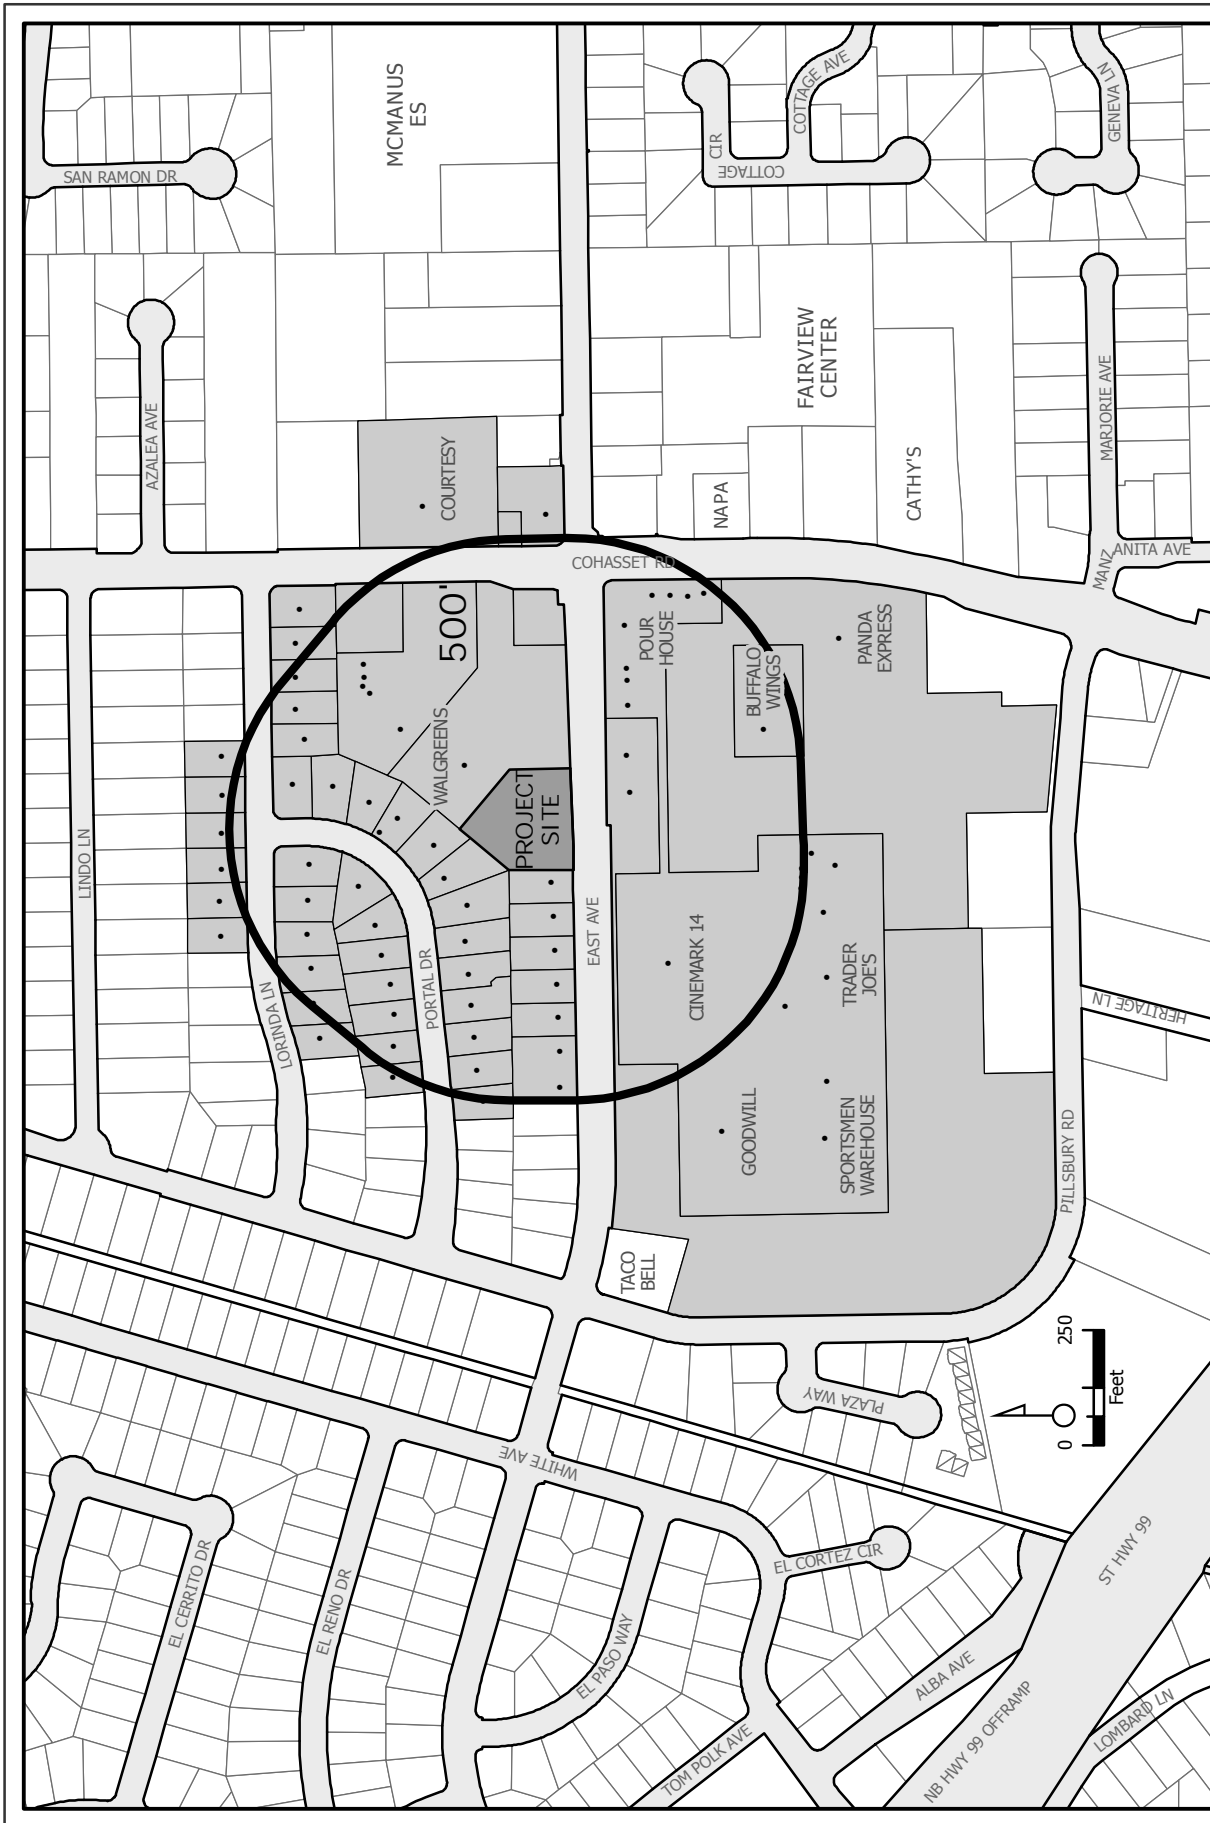 MCMANUS
ES
SAN RAMON DR
COTTAGE AVE
CIR
COTTAGE
GENEVA LN
AZALEA AVE
FAIRVIEW
CENTER
MARJORIE AVE
COURTESY
NAPA
CATHY'S
COHASSET RD
MANZ
ANITA AVE
500'
POUR
HOUSE
PANDA
EXPRESS
BUFFALO
WINGS
WALGREENS
PROJECT
SITE
LINDO LN
EAST AVE
CINEMARK 14
TRADER
JOE'S
PORTAL DR
LORINDA LN
HERITAGE LN
GOODWILL
SPORTSMEN
WAREHOUSE
PILLSBURY RD
TACO
BELL
PLAZA WAY
0
250
Feet
WHITE AVE
EL CERRITO DR
EL RENO DR
EL CORTEZ CIR
ST HWY 99
EL PASO WAY
ALBA AVE
TOM POLK AVE
NB HWY 99 OFFRAMP
LOMBARD LN